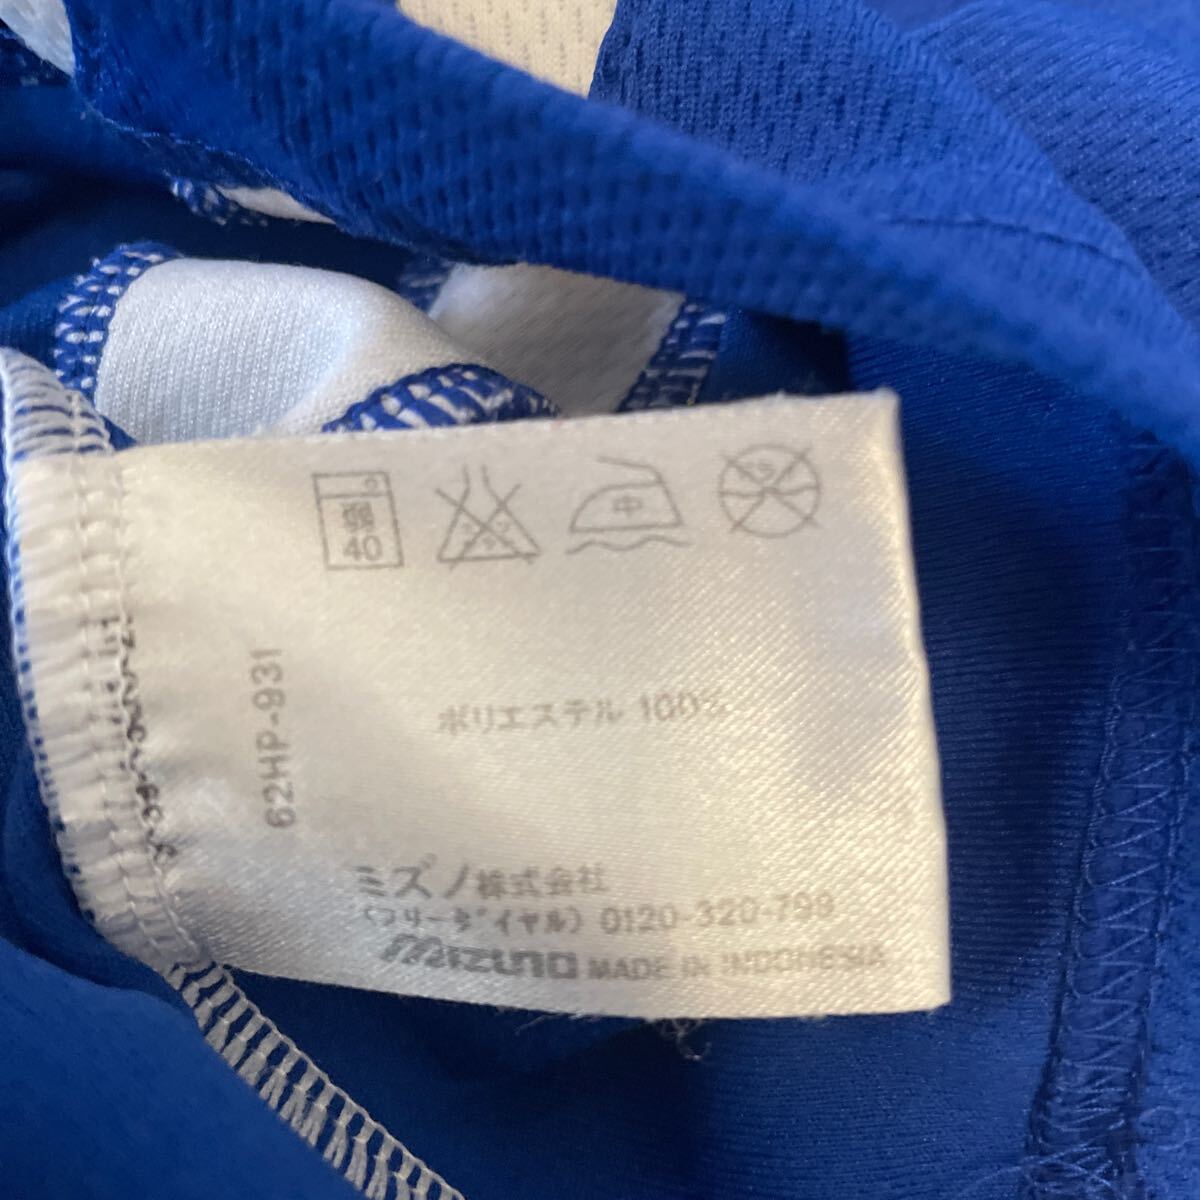 40
中
62HP-931
ポリエステル 100%
ミズノ株式会社
(フリーダイヤル) 0120-320-799
MIZUNO MADE IN INDONESIA